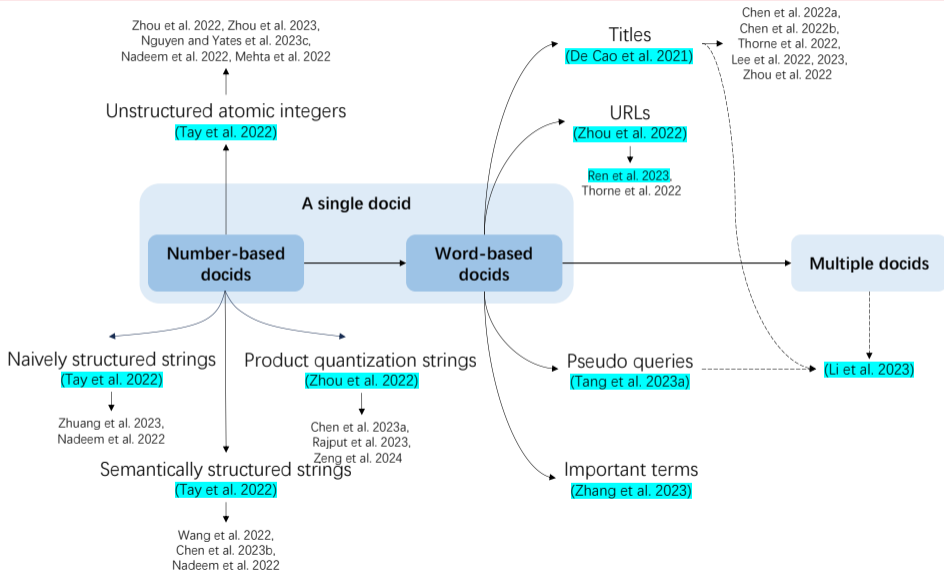 Zhou et al. 2022, Zhou et al. 2023,
Nguyen and Yates et al. 2023c,
Nadeem et al. 2022, Mehta et al. 2022
Unstructured atomic integers
(Tay et al. 2022)
Titles
(De Cao et al. 2021)
Chen et al. 2022a,
Chen et al. 2022b,
Thorne et al. 2022,
Lee et al. 2022, 2023,
Zhou et al. 2022
URLs
(Zhou et al. 2022)
Ren et al. 2023,
Thorne et al. 2022
A single docid
Number-based
docids
Word-based
docids
Multiple docids
Naively structured strings
(Tay et al. 2022)
Zhuang et al. 2023,
Nadeem et al. 2022
Product quantization strings
(Zhou et al. 2022)
Chen et al. 2023a,
Rajput et al. 2023,
Zeng et al. 2024
Semantically structured strings
(Tay et al. 2022)
Wang et al. 2022,
Chen et al. 2023b,
Nadeem et al. 2022
Pseudo queries
(Tang et al. 2023a)
(Li et al. 2023)
Important terms
(Zhang et al. 2023)